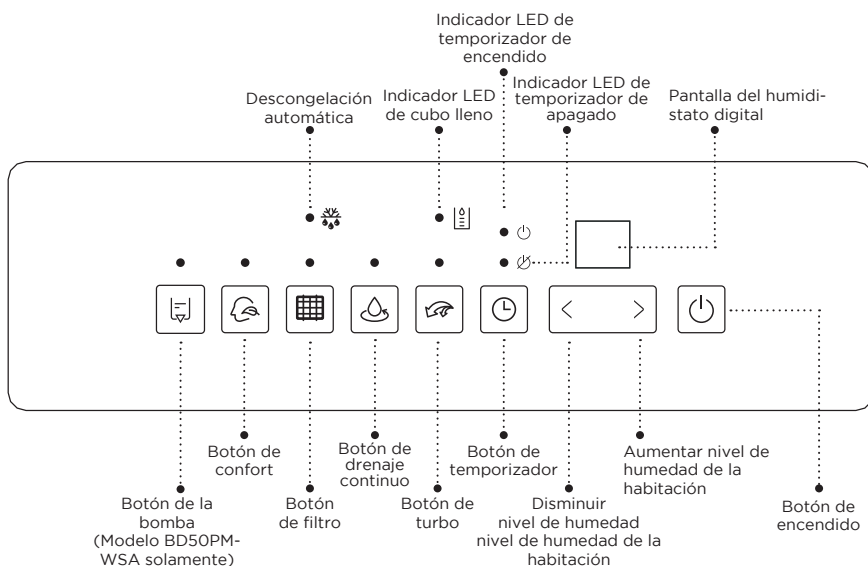 Indicador LED de
temporizador de
encendido
Descongelación
automática
Indicador LED
de cubo lleno
Indicador LED de
temporizador de
apagado
Pantalla del humidi-
stato digital
Botón de
confort
Botón de
drenaje
continuo
Botón de
temporizador
Aumentar nivel de
humedad de la
habitación
Botón de la
bomba
(Modelo BD50PM-
WSA solamente)
Botón
de filtro
Botón de
turbo
Disminuir
nivel de humedad
nivel de humedad de la
habitación
Botón de
encendido